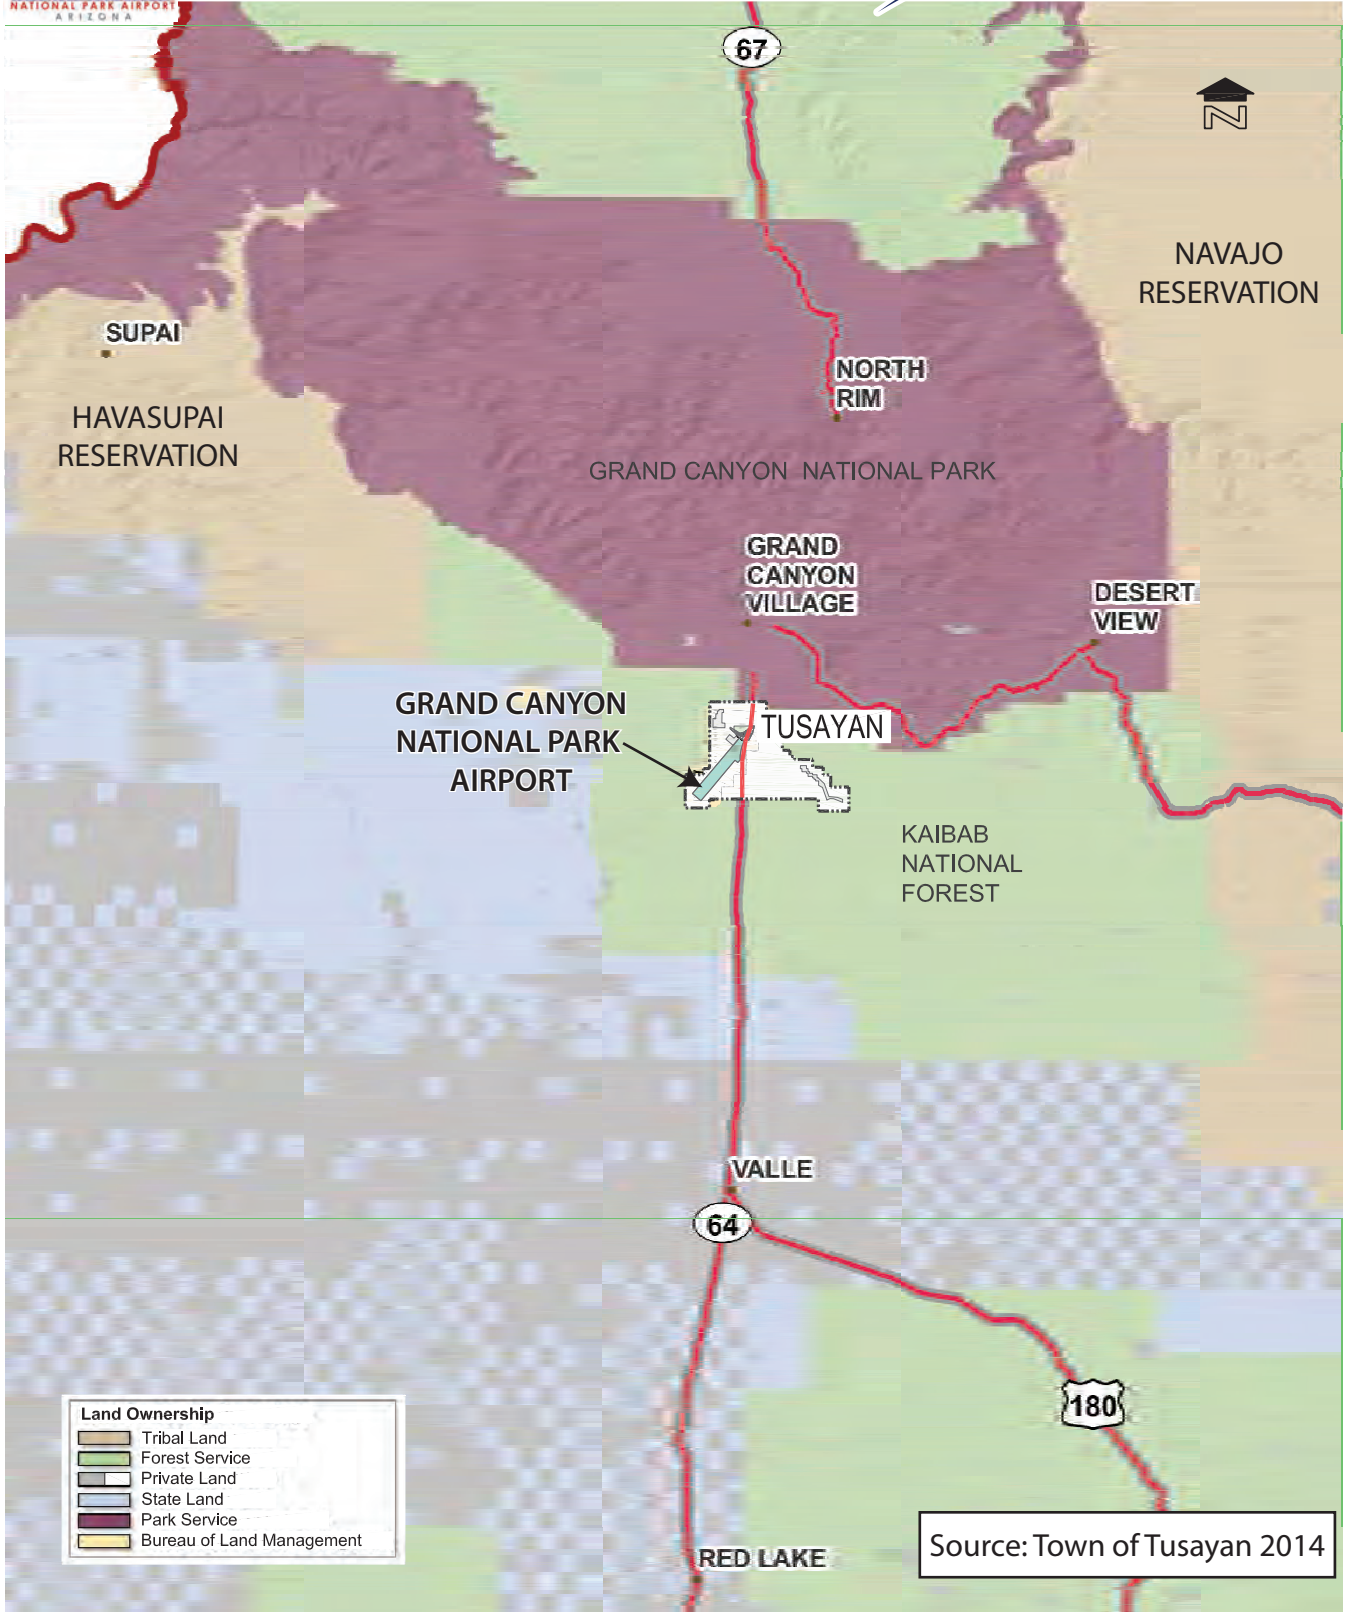 NATIONAL PARK AIRPORT
ARIZONA
67
N
NAVAJO
RESERVATION
SUPAI
HAVASUPAI
RESERVATION
NORTH
RIM
GRAND CANYON NATIONAL PARK
GRAND
CANYON
VILLAGE
DESERT
VIEW
GRAND CANYON
NATIONAL PARK
AIRPORT
TUSAYAN
KAIBAB
NATIONAL
FOREST
VALLE
64
180
Land Ownership
Tribal Land
Forest Service
Private Land
State Land
Park Service
Bureau of Land Management
RED LAKE
Source: Town of Tusayan 2014